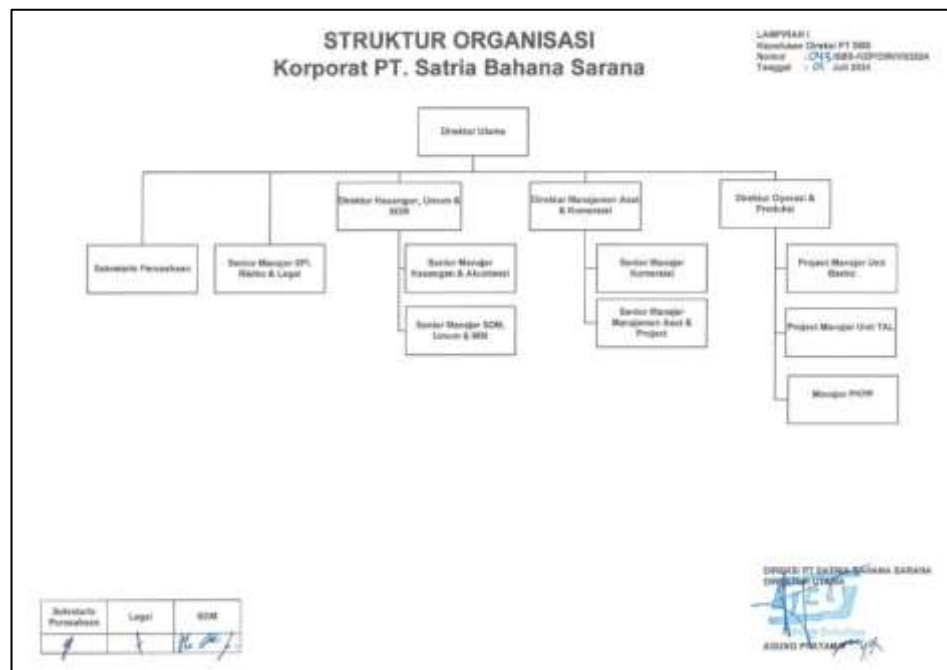 STRUKTUR ORGANISASI
Korporat PT. Satria Bahana Sarana
LAMPIRAN I
Keputusan Direksi PT SBS
Nomor :
Tanggal : Juli 2024
Direktur Utama
Direktur Keuangan, Umum &
SDM
Direktur Manajemen Aset
& Komersial
Direktur Operasi &
Produksi
Sekretaris Perusahaan
Senior Manajer SPI,
Risiko & Legal
Senior Manajer
Keuangan & Akuntansi
Senior Manajer
Komersial
Project Manajer Unit
Senior Manajer SDM,
Umum &
Senior Manajer
Manajemen Aset &
Project
Project Manajer Unit TAL
Manajer
DIREKSI PT SATRIA BAHANA SARANA
DIREKTUR UTAMA
AGUNG PRATAMA
Sekretaris
Perusahaan
Legal
SDM